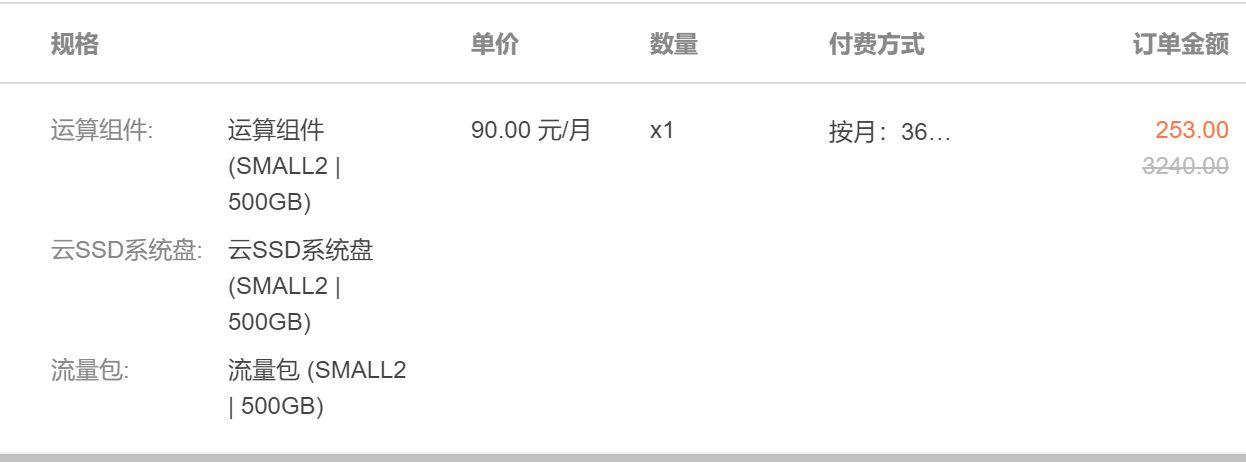 规格 单价 数量 付费方式 订单金额
运算组件: 运算组件 90.00 元/月 x1 按月：36… 253.00
(SMALL2 | 3240.00
500GB)
云SSD系统盘: 云SSD系统盘
(SMALL2 |
500GB)
流量包: 流量包 (SMALL2
| 500GB)